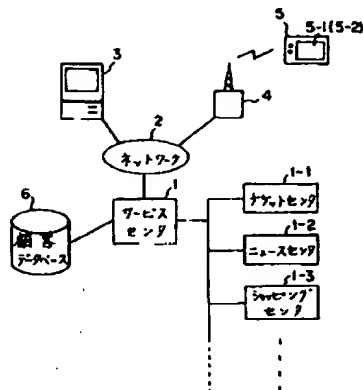 5
5-1(5-2)
3
4
2
ネットワーク
1
サービス
センタ
6
顧客
データベース
1-1
チケットセンタ
1-2
ニュースセンタ
1-3
ショッピング
センタ